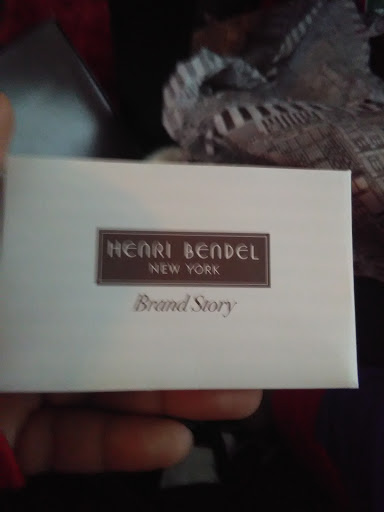 HENRI BENDEL
NEW YORK
Brand Story